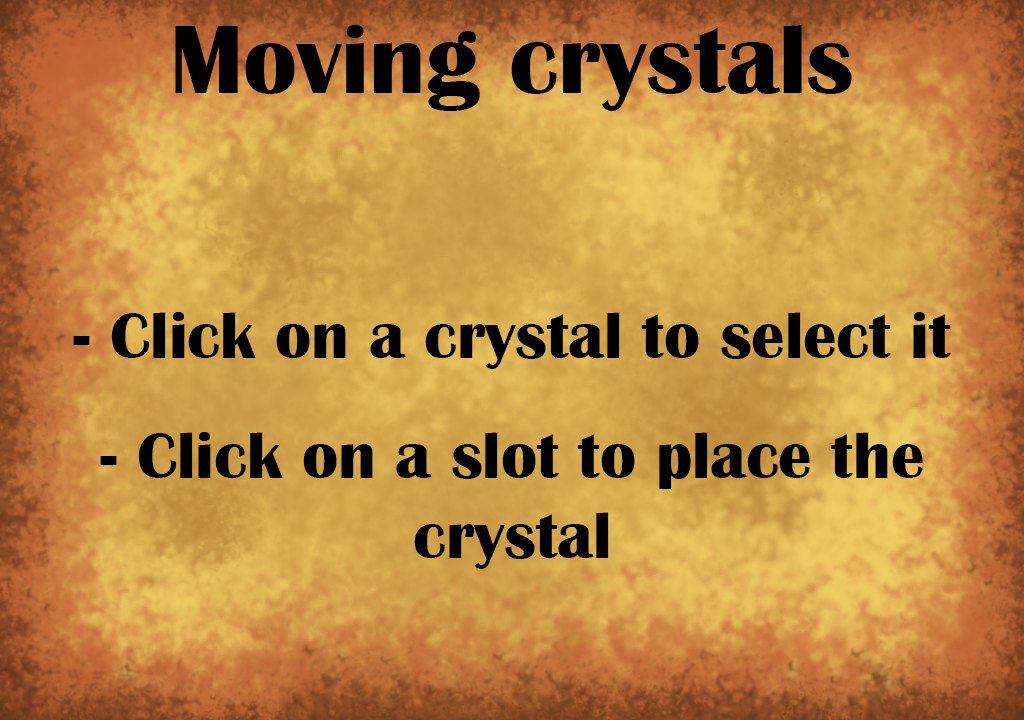 Moving crystals
- Click on a crystal to select it
- Click on a slot to place the
crystal